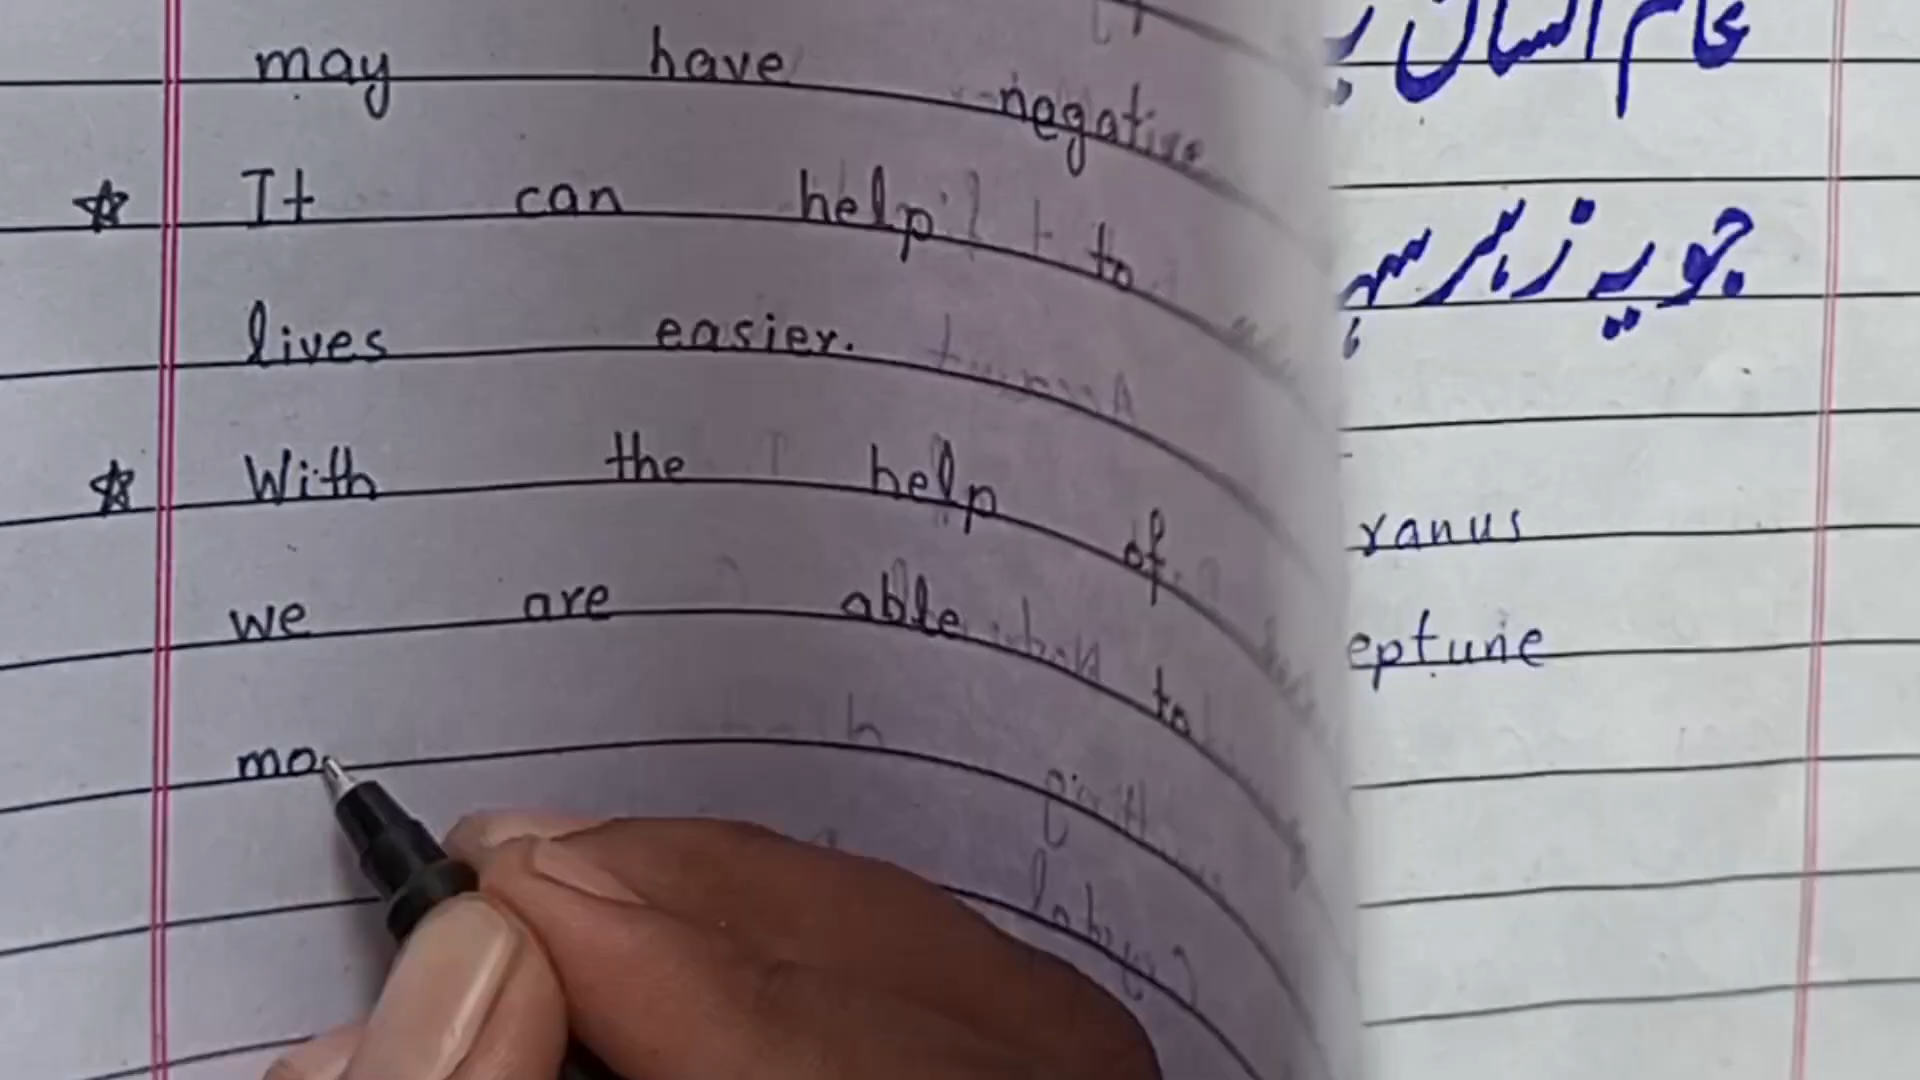 may have negative
It can help to
lives easier.
With the help of
we are able to
mo
عام انسان
جو یہ زہر سہہ
ranus
eptune